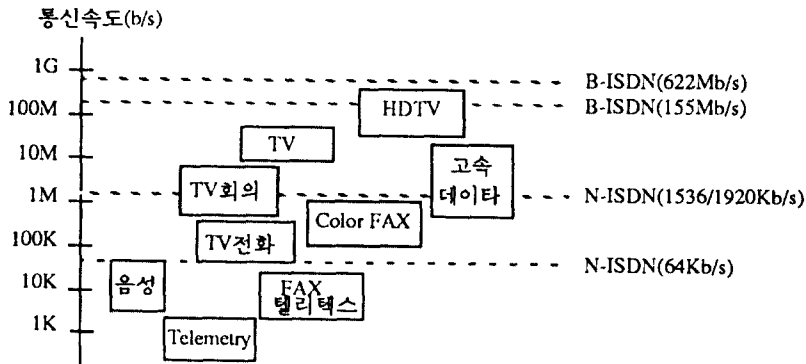 통신속도(b/s)
1G
B-ISDN(622Mb/s)
HDTV
B-ISDN(155Mb/s)
100M
TV
10M
고속
데이타
TV회의
1M
N-ISDN(1536/1920Kb/s)
Color FAX
TV전화
100K
N-ISDN(64Kb/s)
음성
10K
FAX
텔리텍스
1K
Telemetry